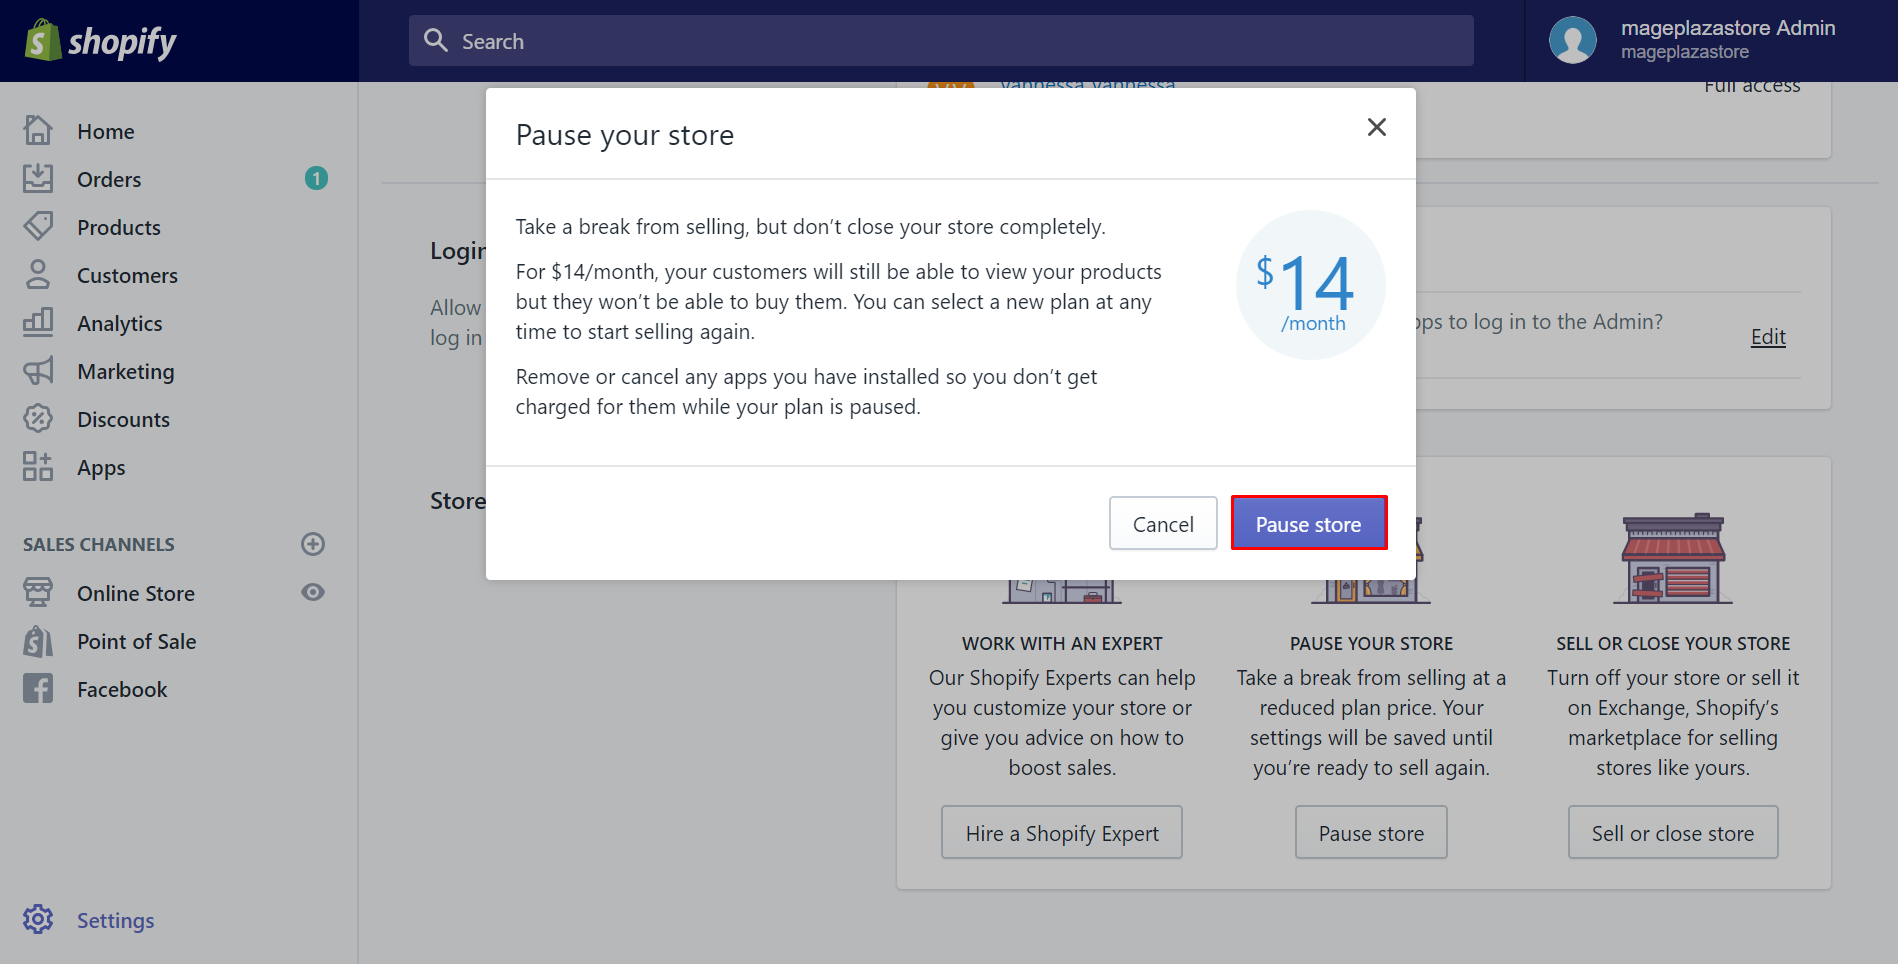 shopify
Search
mageplazastore Admin
mageplazastore
Home
Orders
1
Products
Customers
Analytics
Marketing
Discounts
Apps
SALES CHANNELS
Online Store
Point of Sale
Facebook
Settings
Vannessa Vannessa
Full access
Login
Allow
log in
ps to log in to the Admin?
Edit
Store
Pause your store
Take a break from selling, but don’t close your store completely.
For $14/month, your customers will still be able to view your products
but they won’t be able to buy them. You can select a new plan at any
time to start selling again.
Remove or cancel any apps you have installed so you don’t get
charged for them while your plan is paused.
$14
/month
Cancel
Pause store
WORK WITH AN EXPERT
Our Shopify Experts can help
you customize your store or
give you advice on how to
boost sales.
Hire a Shopify Expert
PAUSE YOUR STORE
Take a break from selling at a
reduced plan price. Your
settings will be saved until
you’re ready to sell again.
Pause store
SELL OR CLOSE YOUR STORE
Turn off your store or sell it
on Exchange, Shopify’s
marketplace for selling
stores like yours.
Sell or close store